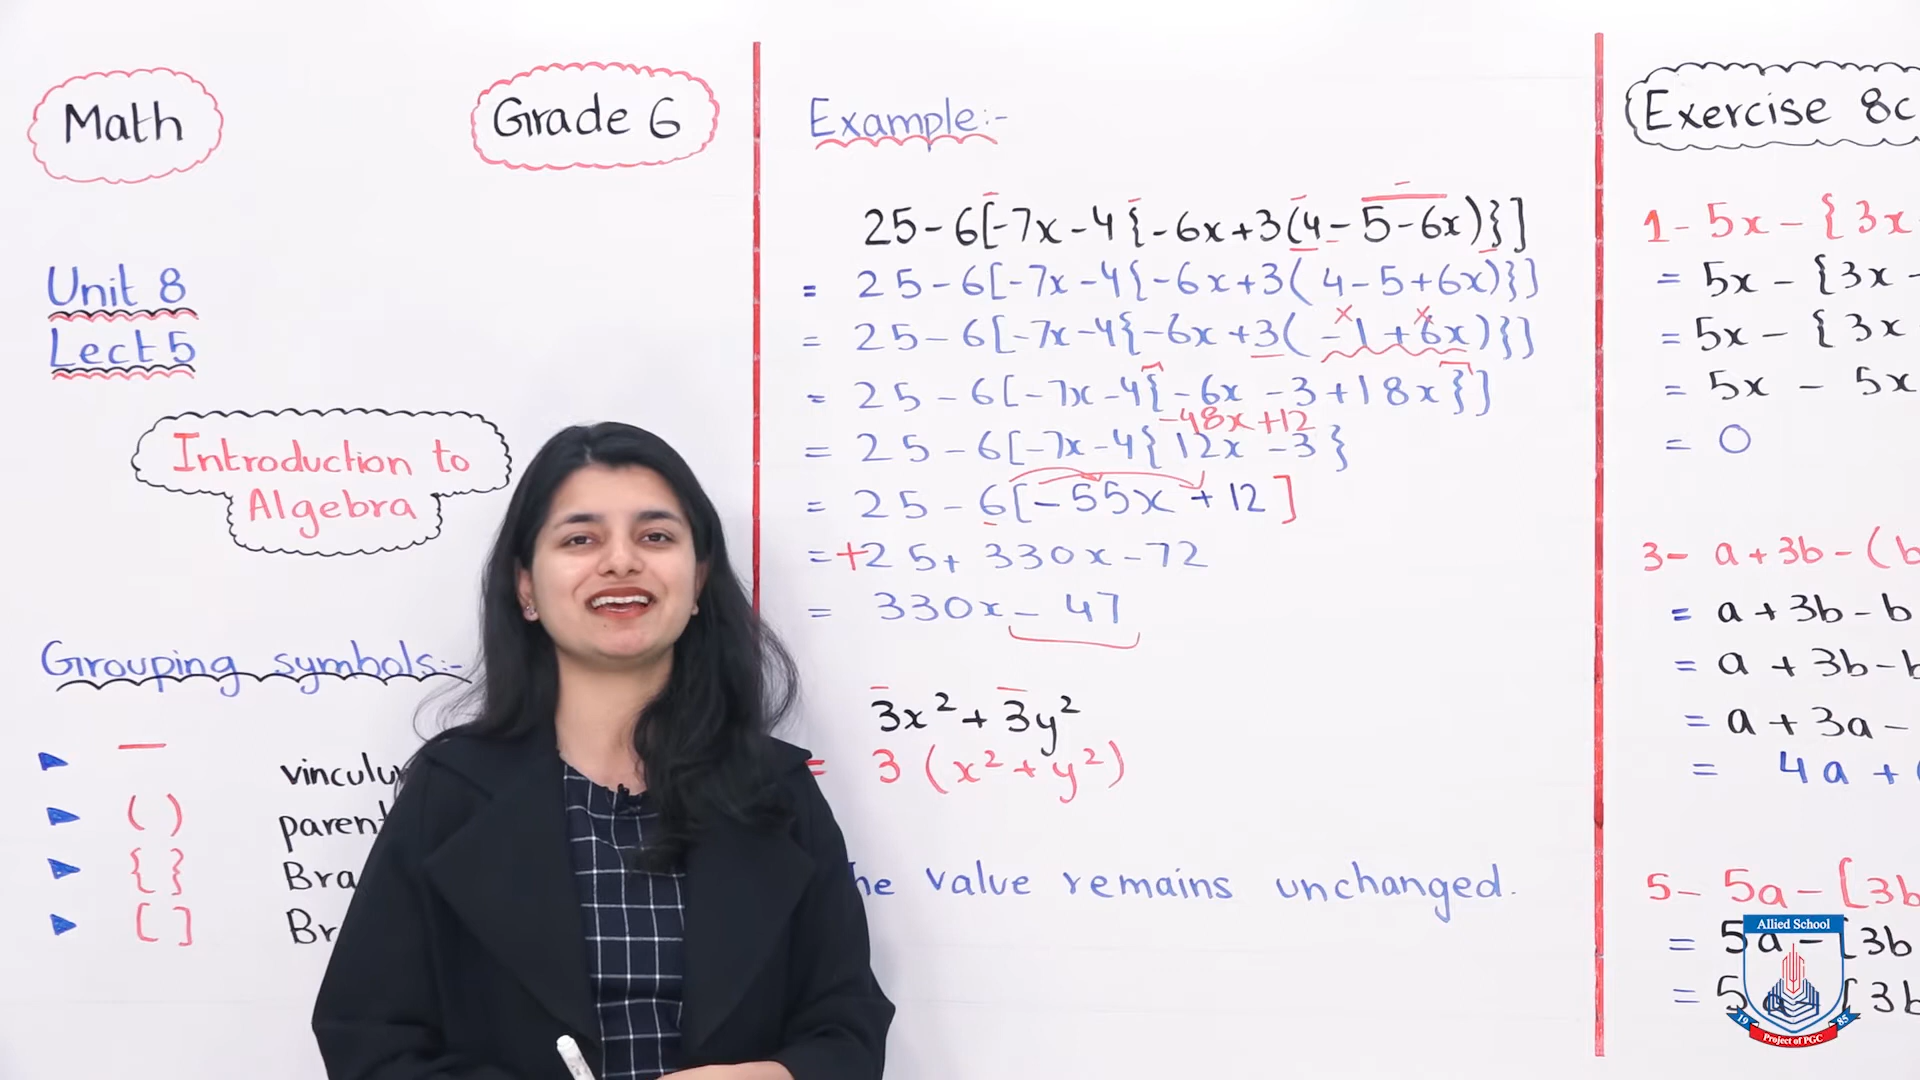 Math
Grade 6
Unit 8
Lect 5
Introduction to
Algebra
Grouping symbols:-
—
( )
{ }
[ ]
Example:-
25-6[-7x-4{-6x+3(4-5-6x)}]
= 25-6[-7x-4{-6x+3(4-5+6x)}]
= 25-6[-7x-4{-6x+3(-1+6x)}]
= 25-6[-7x-4{-6x-3+18x}]
-48x+12
= 25-6[-7x-4{12x-3}
= 25-6[-55x+12]
= +25+330x-72
= 330x-47
3x²+3y²
= 3(x²+y²)
value remains unchanged.
Exercise 8c
1- 5x-{3x
= 5x-{3x-
= 5x-{3x
= 5x - 5x
= 0
3- a+3b-(b
= a+3b-b
= a+3b-b
= a+3a-
= 4a+
5- 5a-[3b
= 5a-[3b
= 5a-[3b
Allied School
19 85
Project of PGC